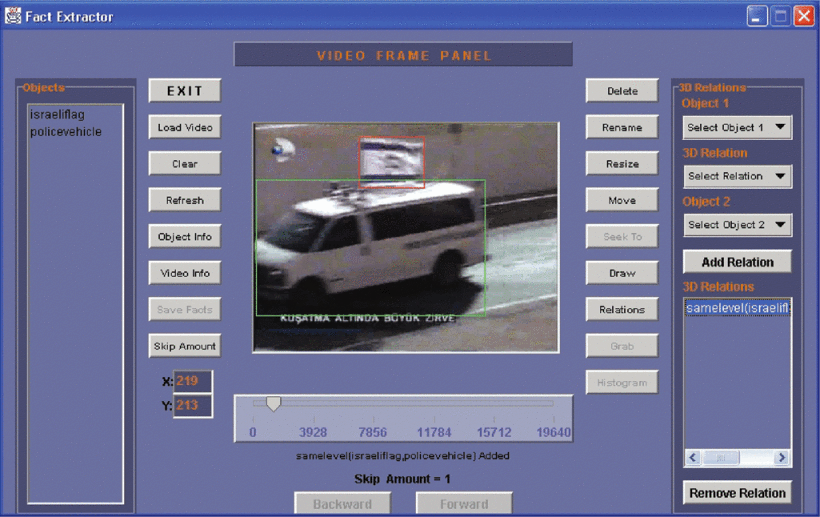 Fact Extractor
VIDEO FRAME PANEL
Objects
israeliflag
policevehicle
EXIT
Load Video
Clear
Refresh
Object Info
Video Info
Save Facts
Skip Amount
X: 219
Y: 213
KUŞATMA ALTINDA BÜYÜK ZİRVE
0 3928 7856 11784 15712 19640
samelevel(israeliflag,policevehicle) Added
Skip Amount = 1
Backward Forward
Delete
Rename
Resize
Move
Seek To
Draw
Relations
Grab
Histogram
3D Relations
Object 1
Select Object 1
3D Relation
Select Relation
Object 2
Select Object 2
Add Relation
3D Relations
samelevel(israelifl
Remove Relation